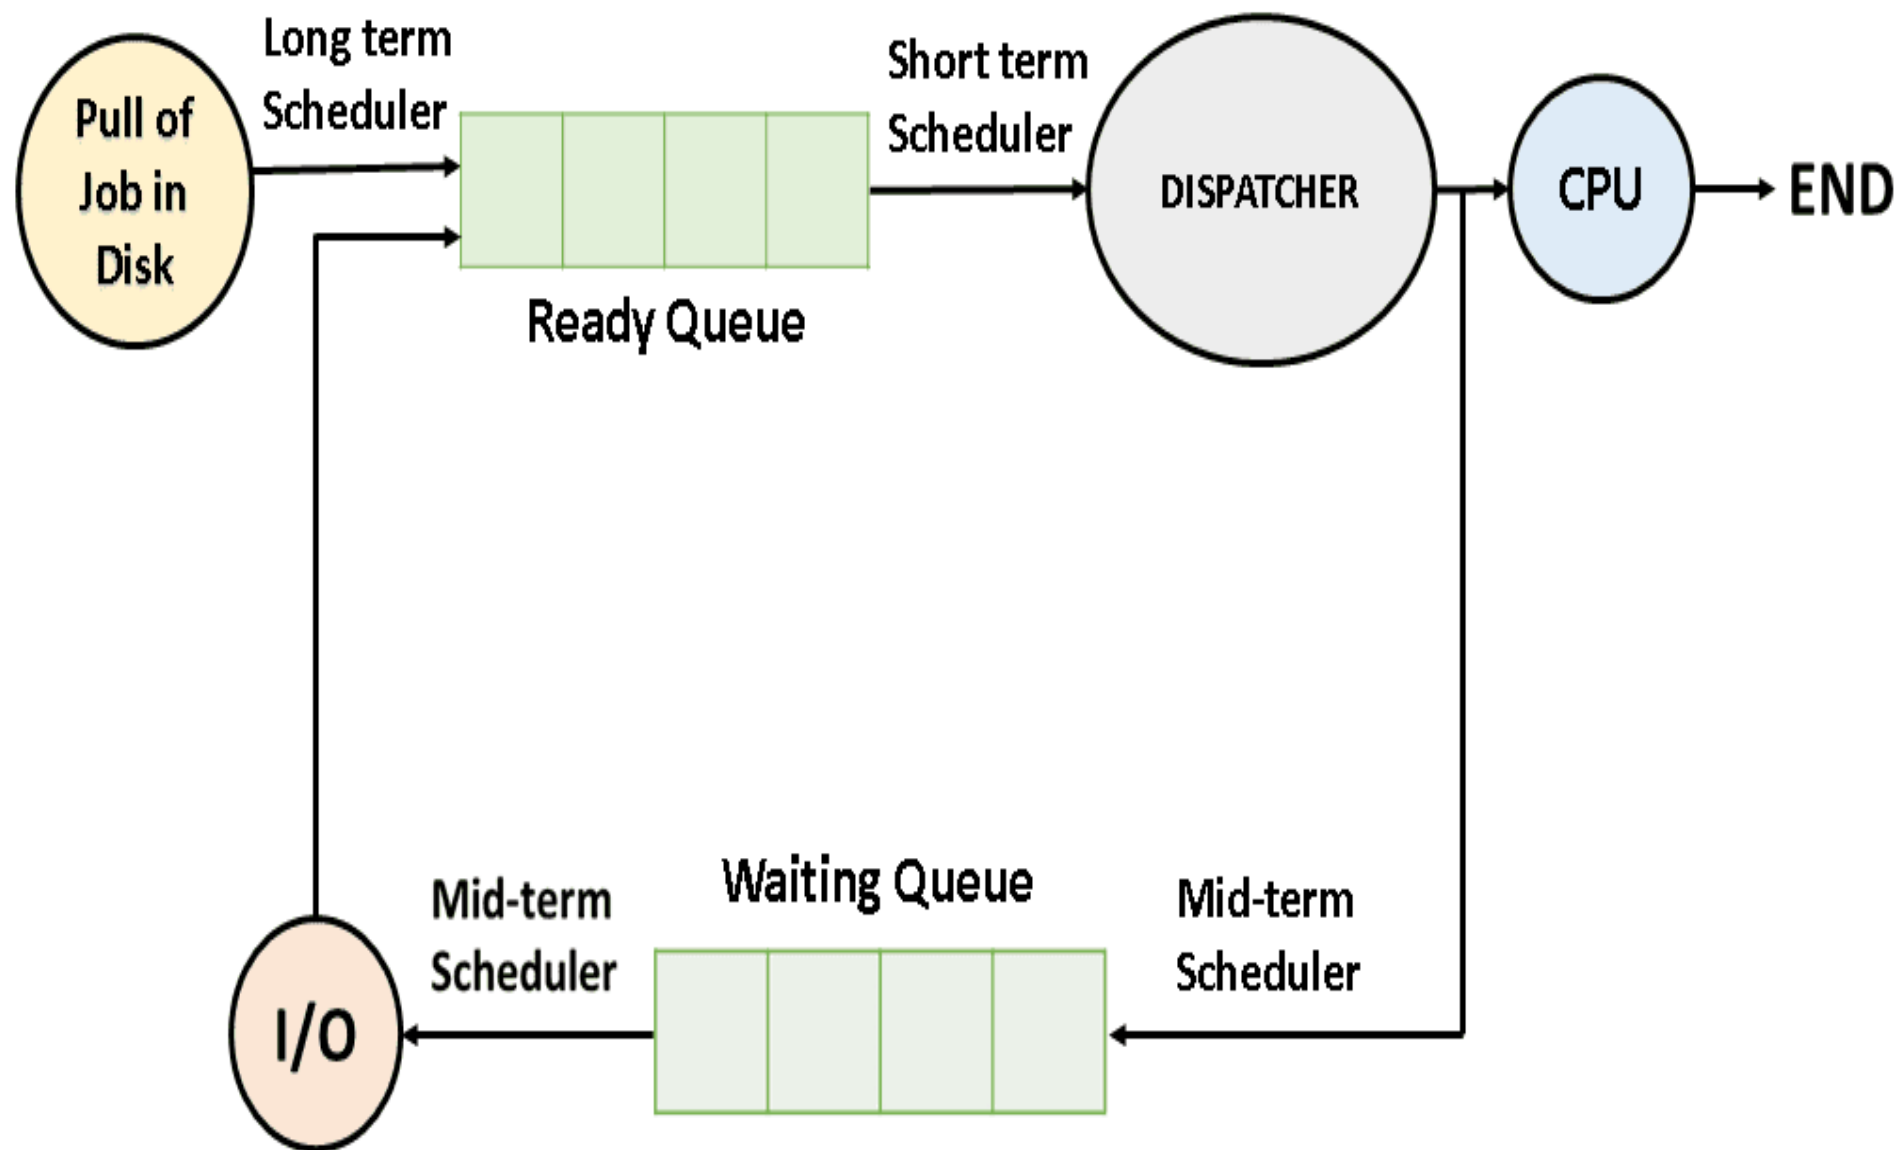 Pull of
Job in
Disk
Long term
Scheduler
Ready Queue
Short term
Scheduler
DISPATCHER
CPU
END
Mid-term
Scheduler
Waiting Queue
Mid-term
Scheduler
I/O